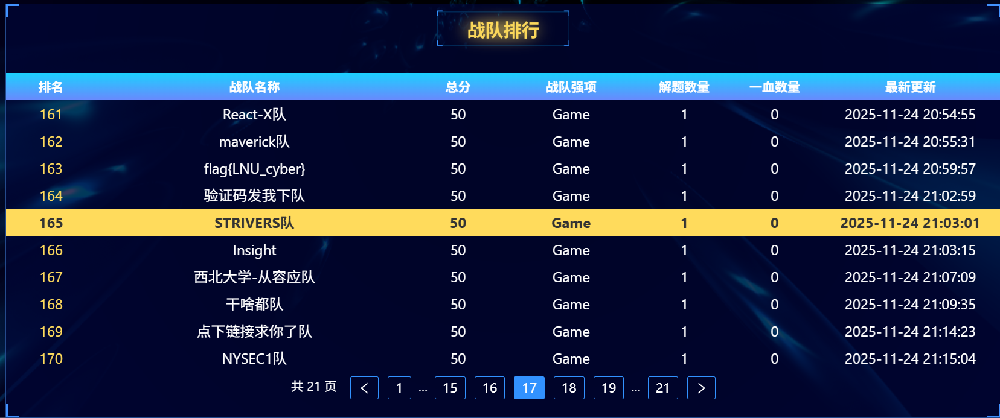 战队排行
排名 战队名称 总分 战队强项 解题数量 一血数量 最新更新
161 React-X队 50 Game 1 0 2025-11-24 20:54:55
162 maverick队 50 Game 1 0 2025-11-24 20:55:31
163 flag{LNU_cyber} 50 Game 1 0 2025-11-24 20:59:57
164 验证码发我下队 50 Game 1 0 2025-11-24 21:02:59
165 STRIVERS队 50 Game 1 0 2025-11-24 21:03:01
166 Insight 50 Game 1 0 2025-11-24 21:03:15
167 西北大学-从容应队 50 Game 1 0 2025-11-24 21:07:09
168 干啥都队 50 Game 1 0 2025-11-24 21:09:35
169 点下链接求你了队 50 Game 1 0 2025-11-24 21:14:23
170 NYSEC1队 50 Game 1 0 2025-11-24 21:15:04
共 21 页 < 1 ... 15 16 17 18 19 ... 21 >